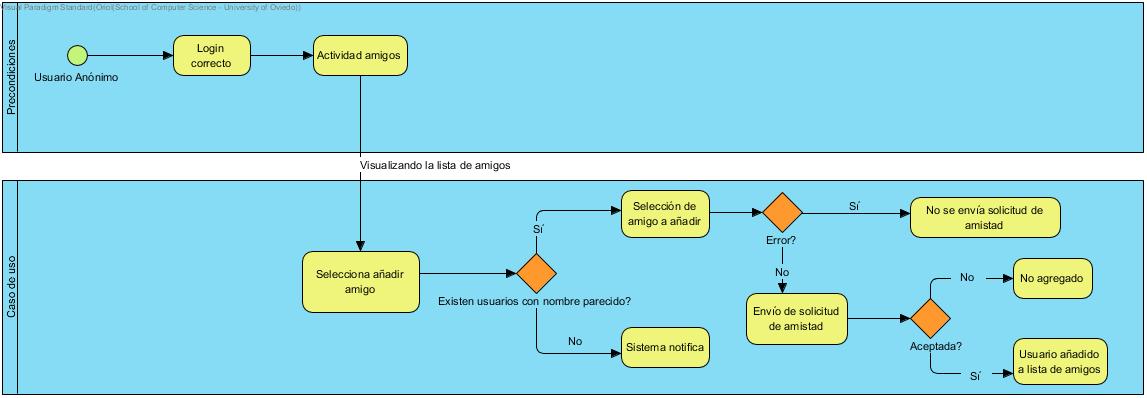 Visual Paradigm Standard(Oriol(School of Computer Science - University of Oviedo))
Precondiciones
Usuario Anónimo
Login
correcto
Actividad amigos
Visualizando la lista de amigos
Caso de uso
Selecciona añadir
amigo
Existen usuarios con nombre parecido?
Sí
No
Selección de
amigo a añadir
Sistema notifica
Error?
Sí
No
No se envía solicitud de
amistad
Envío de solicitud
de amistad
Aceptada?
No
Sí
No agregado
Usuario añadido
a lista de amigos